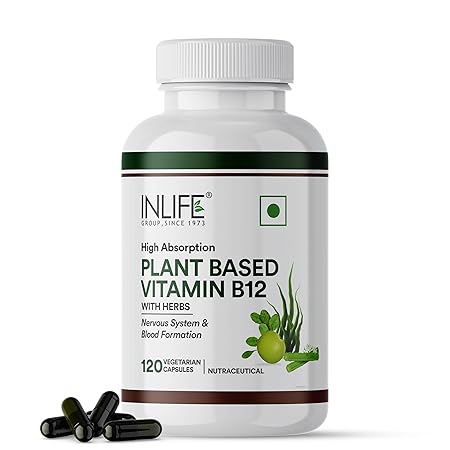 INLIFE®
GROUP, SINCE 1973
High Absorption
PLANT BASED
VITAMIN B12
WITH HERBS
Nervous System &
Blood Formation
120 VEGETARIAN
CAPSULES
NUTRACEUTICAL